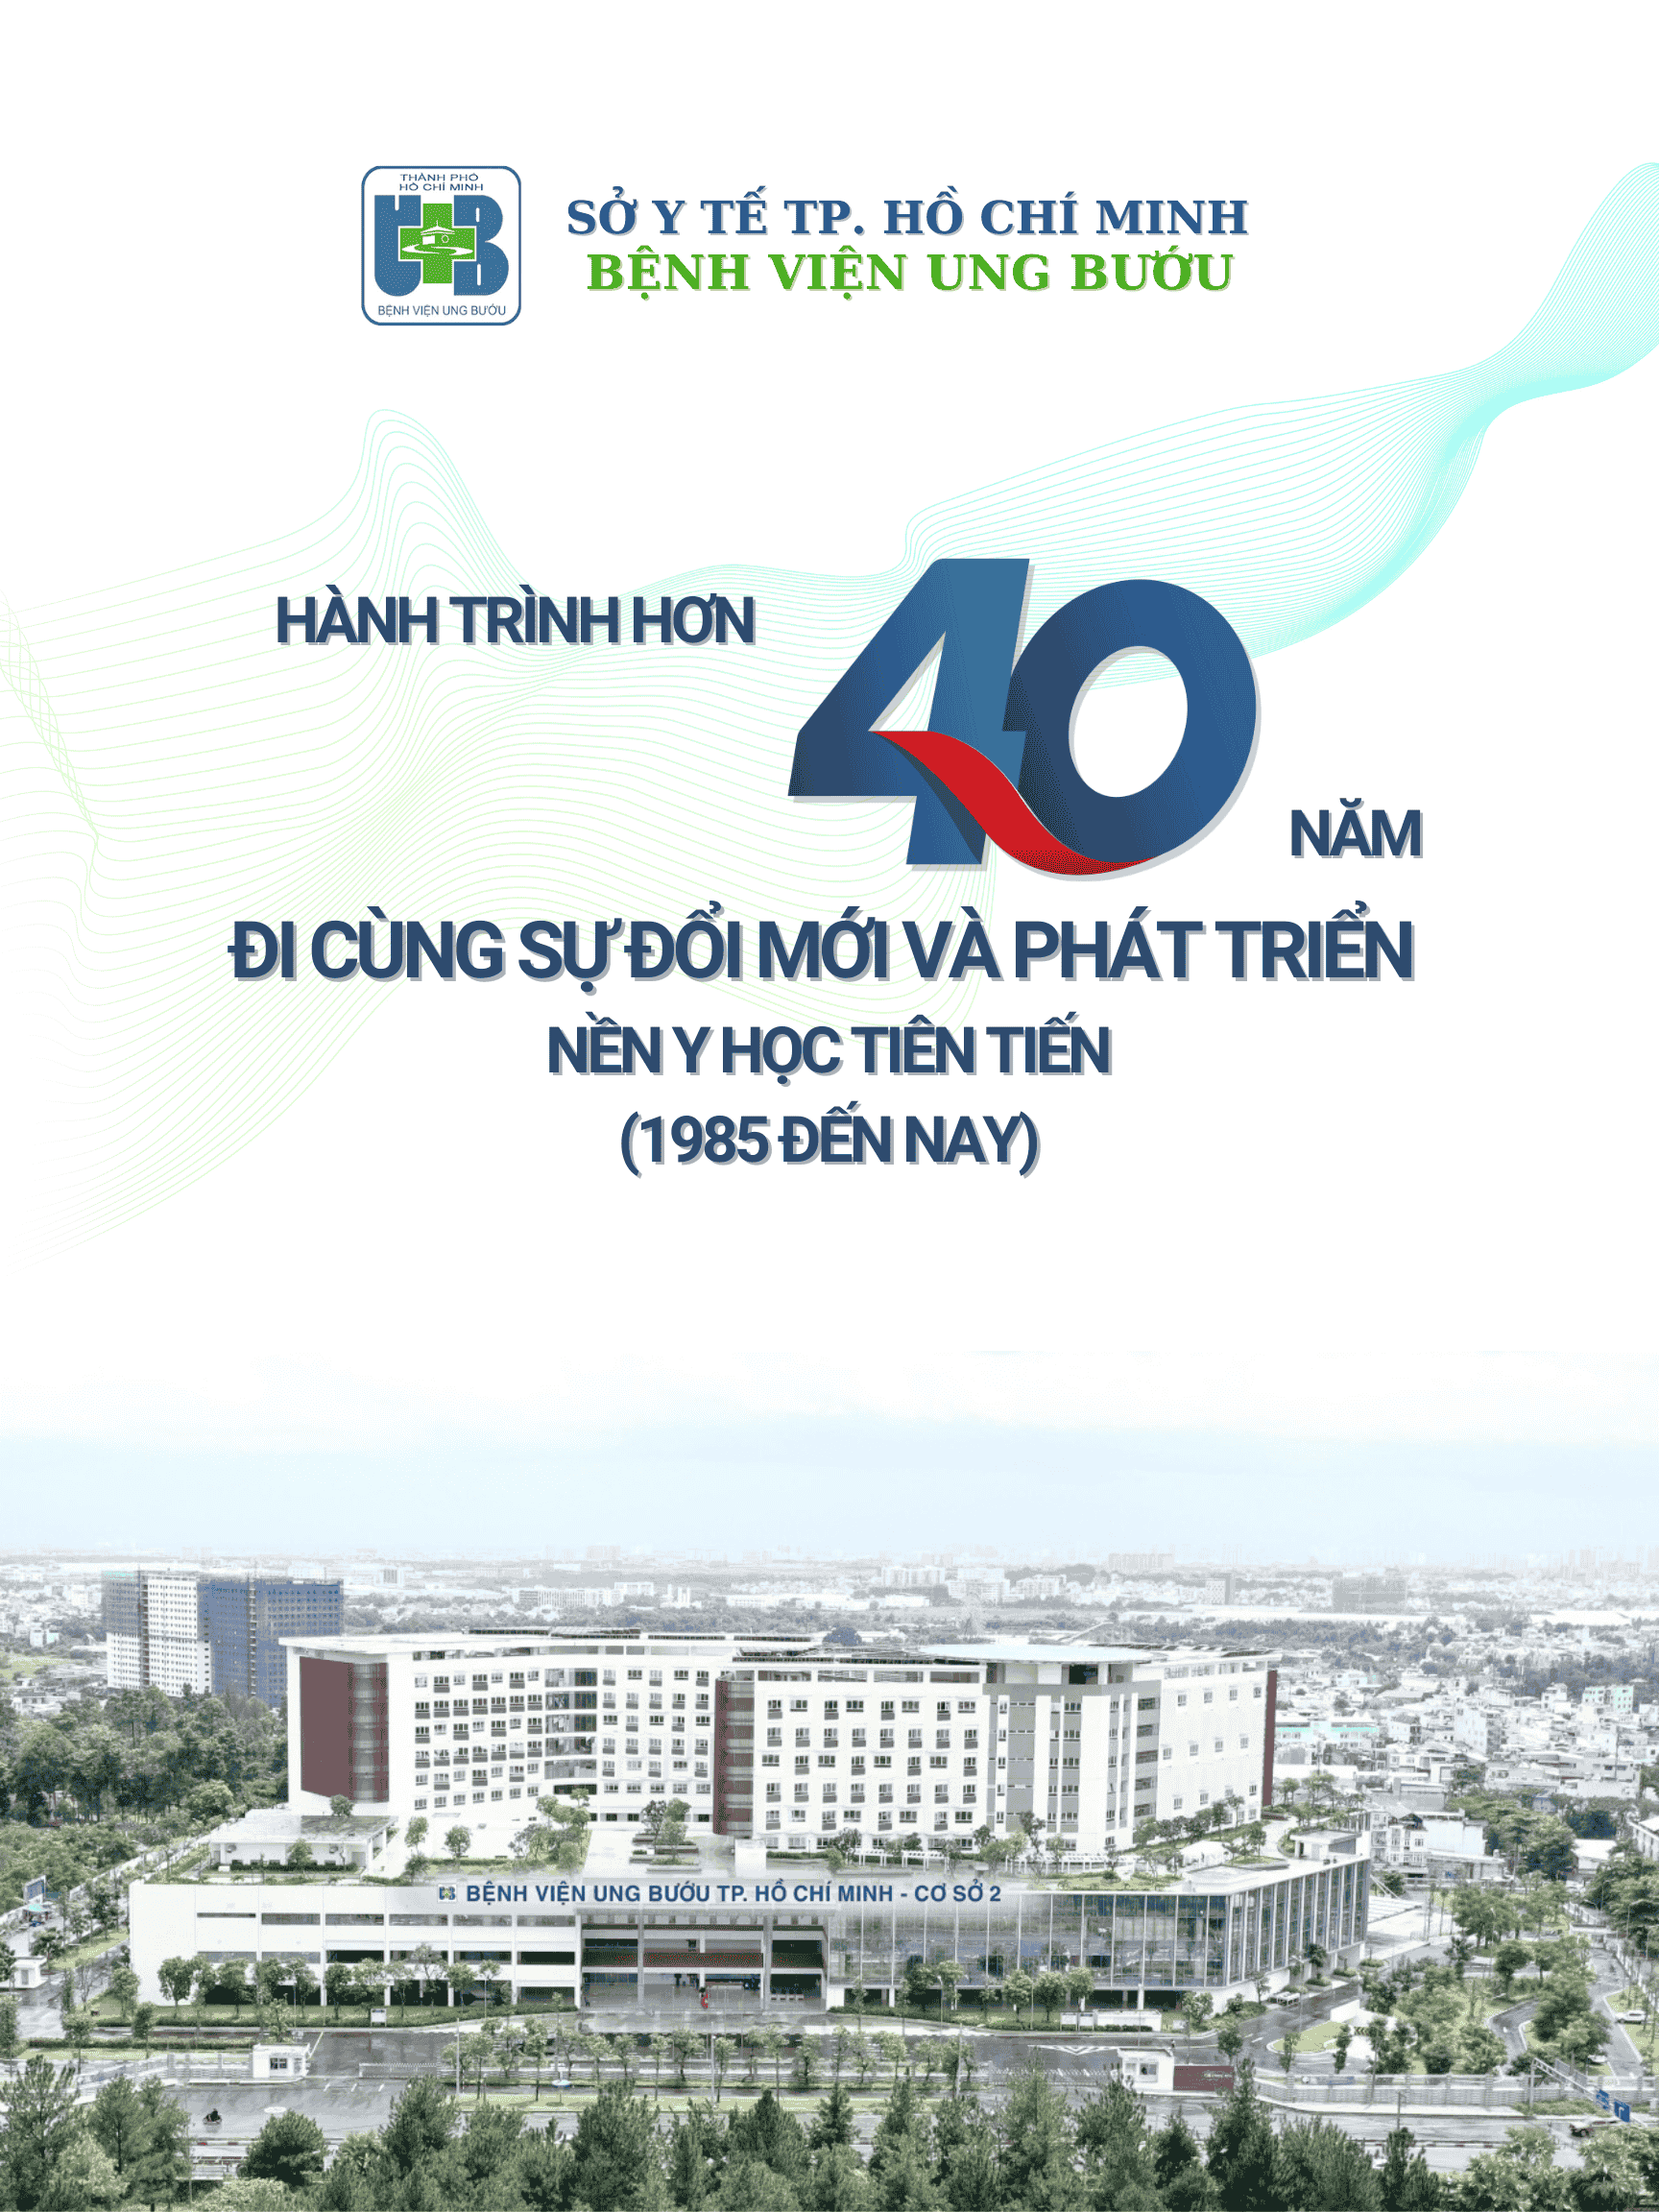 THÀNH PHỐ
HỒ CHÍ MINH
UB
BỆNH VIỆN UNG BƯỚU
SỞ Y TẾ TP. HỒ CHÍ MINH
BỆNH VIỆN UNG BƯỚU
HÀNH TRÌNH HƠN
40
NĂM
ĐI CÙNG SỰ ĐỔI MỚI VÀ PHÁT TRIỂN
NỀN Y HỌC TIÊN TIẾN
(1985 ĐẾN NAY)
BỆNH VIỆN UNG BƯỚU TP. HỒ CHÍ MINH - CƠ SỞ 2